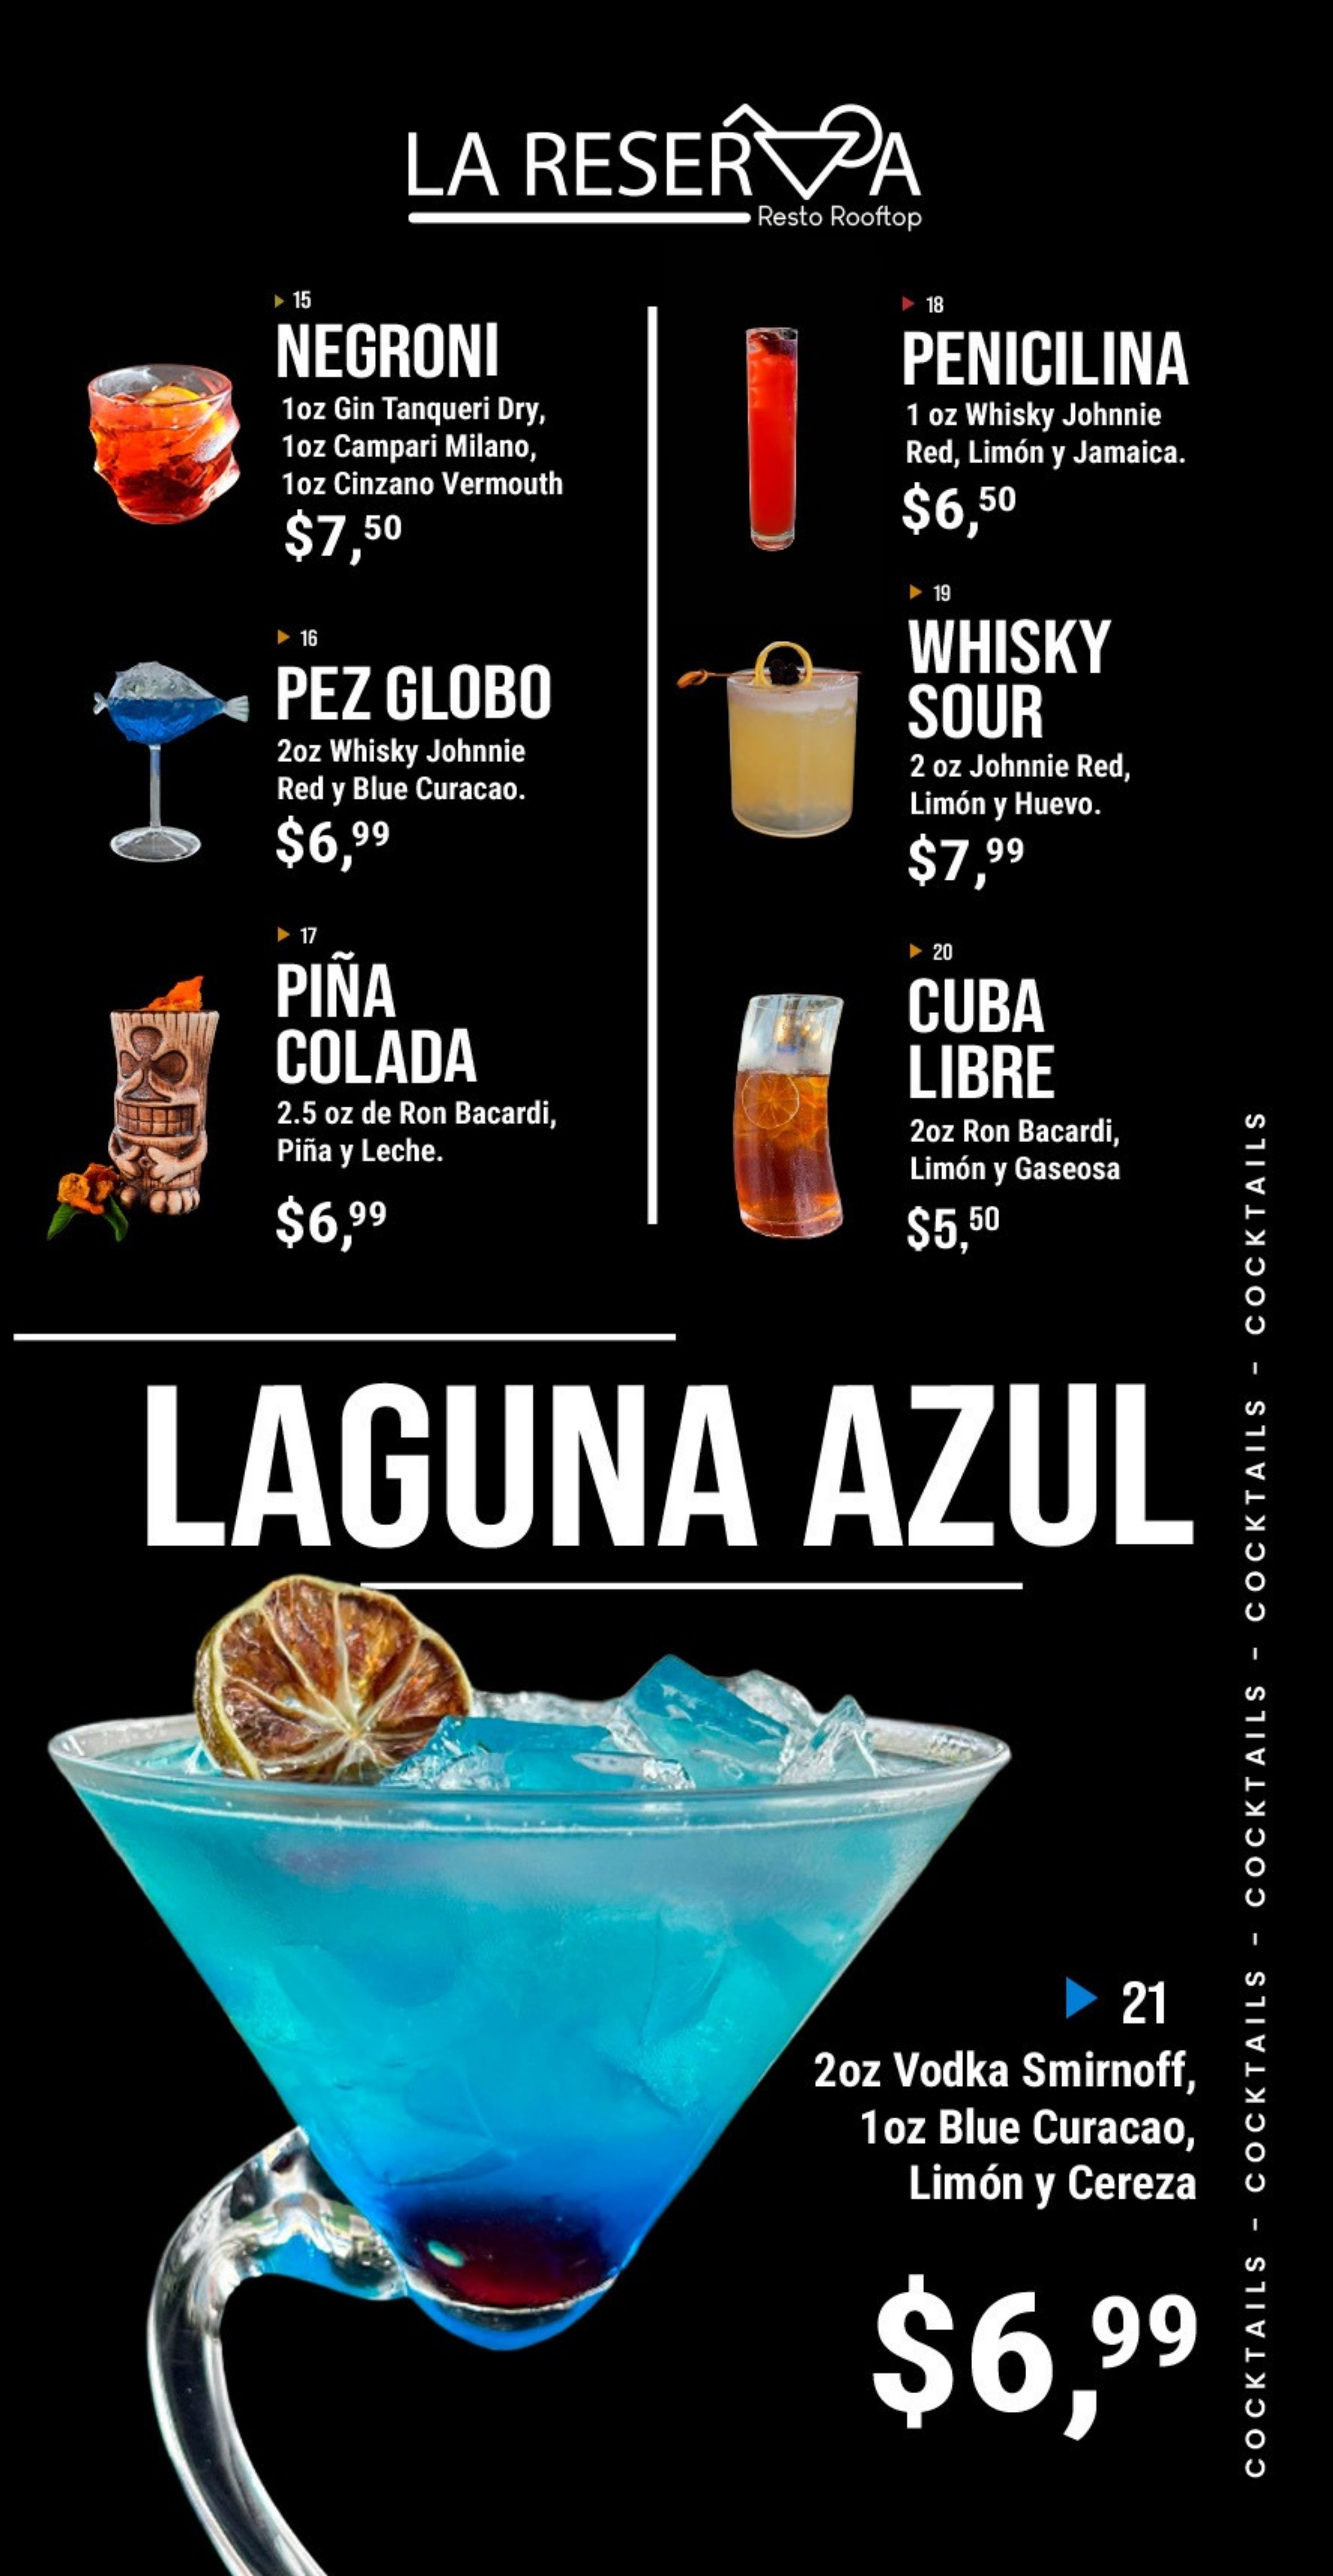 LA RESERVA
Resto Rooftop
15
NEGRONI
1oz Gin Tanqueri Dry,
1oz Campari Milano,
1oz Cinzano Vermouth
$7,50
16
PEZ GLOBO
2oz Whisky Johnnie
Red y Blue Curacao.
$6,99
17
PIÑA
COLADA
2.5 oz de Ron Bacardi,
Piña y Leche.
$6,99
18
PENICILINA
1 oz Whisky Johnnie
Red, Limón y Jamaica.
$6,50
19
WHISKY
SOUR
2 oz Johnnie Red,
Limón y Huevo.
$7,99
20
CUBA
LIBRE
2oz Ron Bacardi,
Limón y Gaseosa
$5,50
LAGUNA AZUL
21
2oz Vodka Smirnoff,
1oz Blue Curacao,
Limón y Cereza
$6,99
COCKTAILS - COCKTAILS - COCKTAILS - COCKTAILS - COCKTAILS